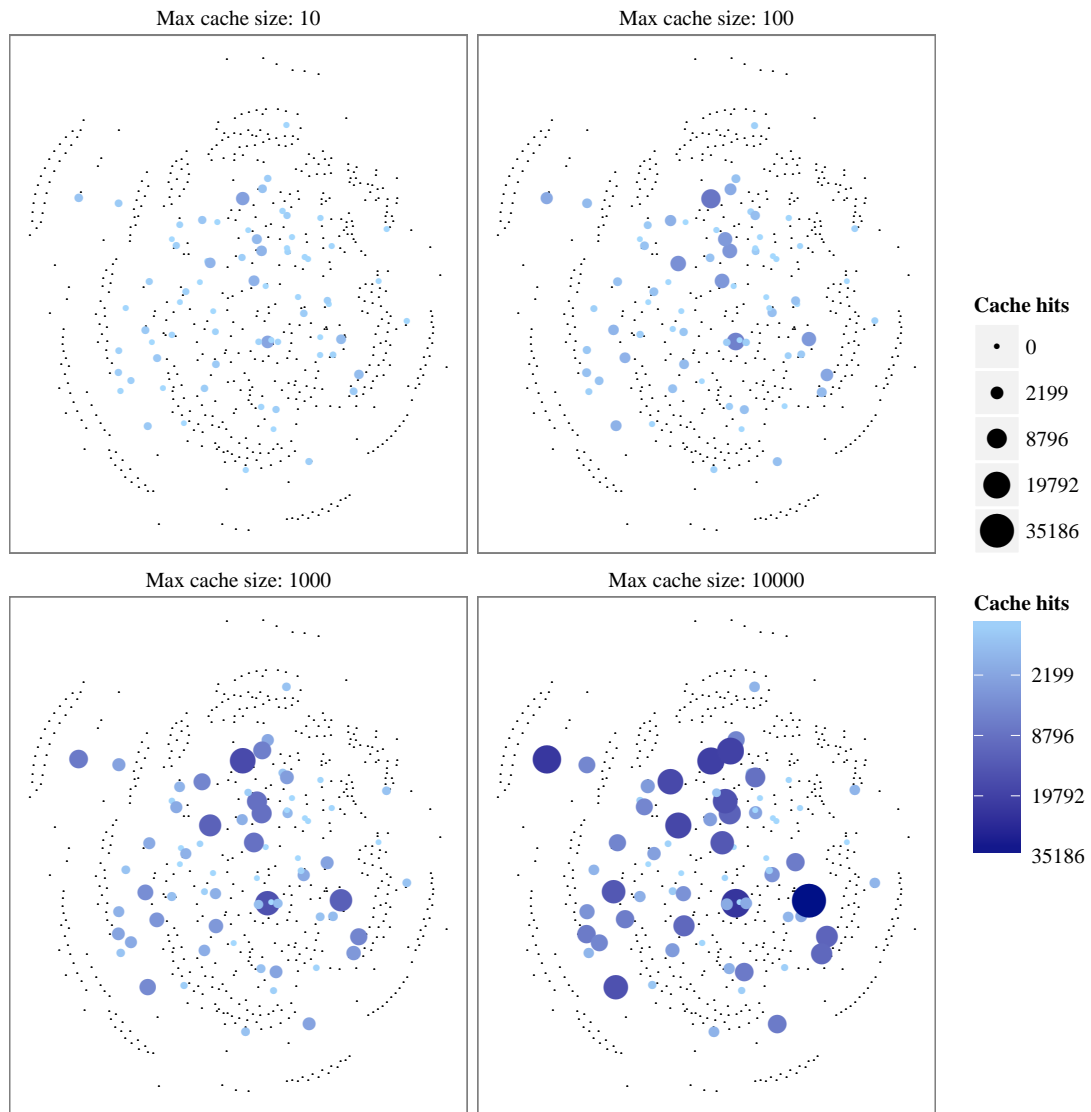 Max cache size: 10
Max cache size: 100
Cache hits
0
2199
8796
19792
35186
Max cache size: 1000
Max cache size: 10000
Cache hits
2199
8796
19792
35186